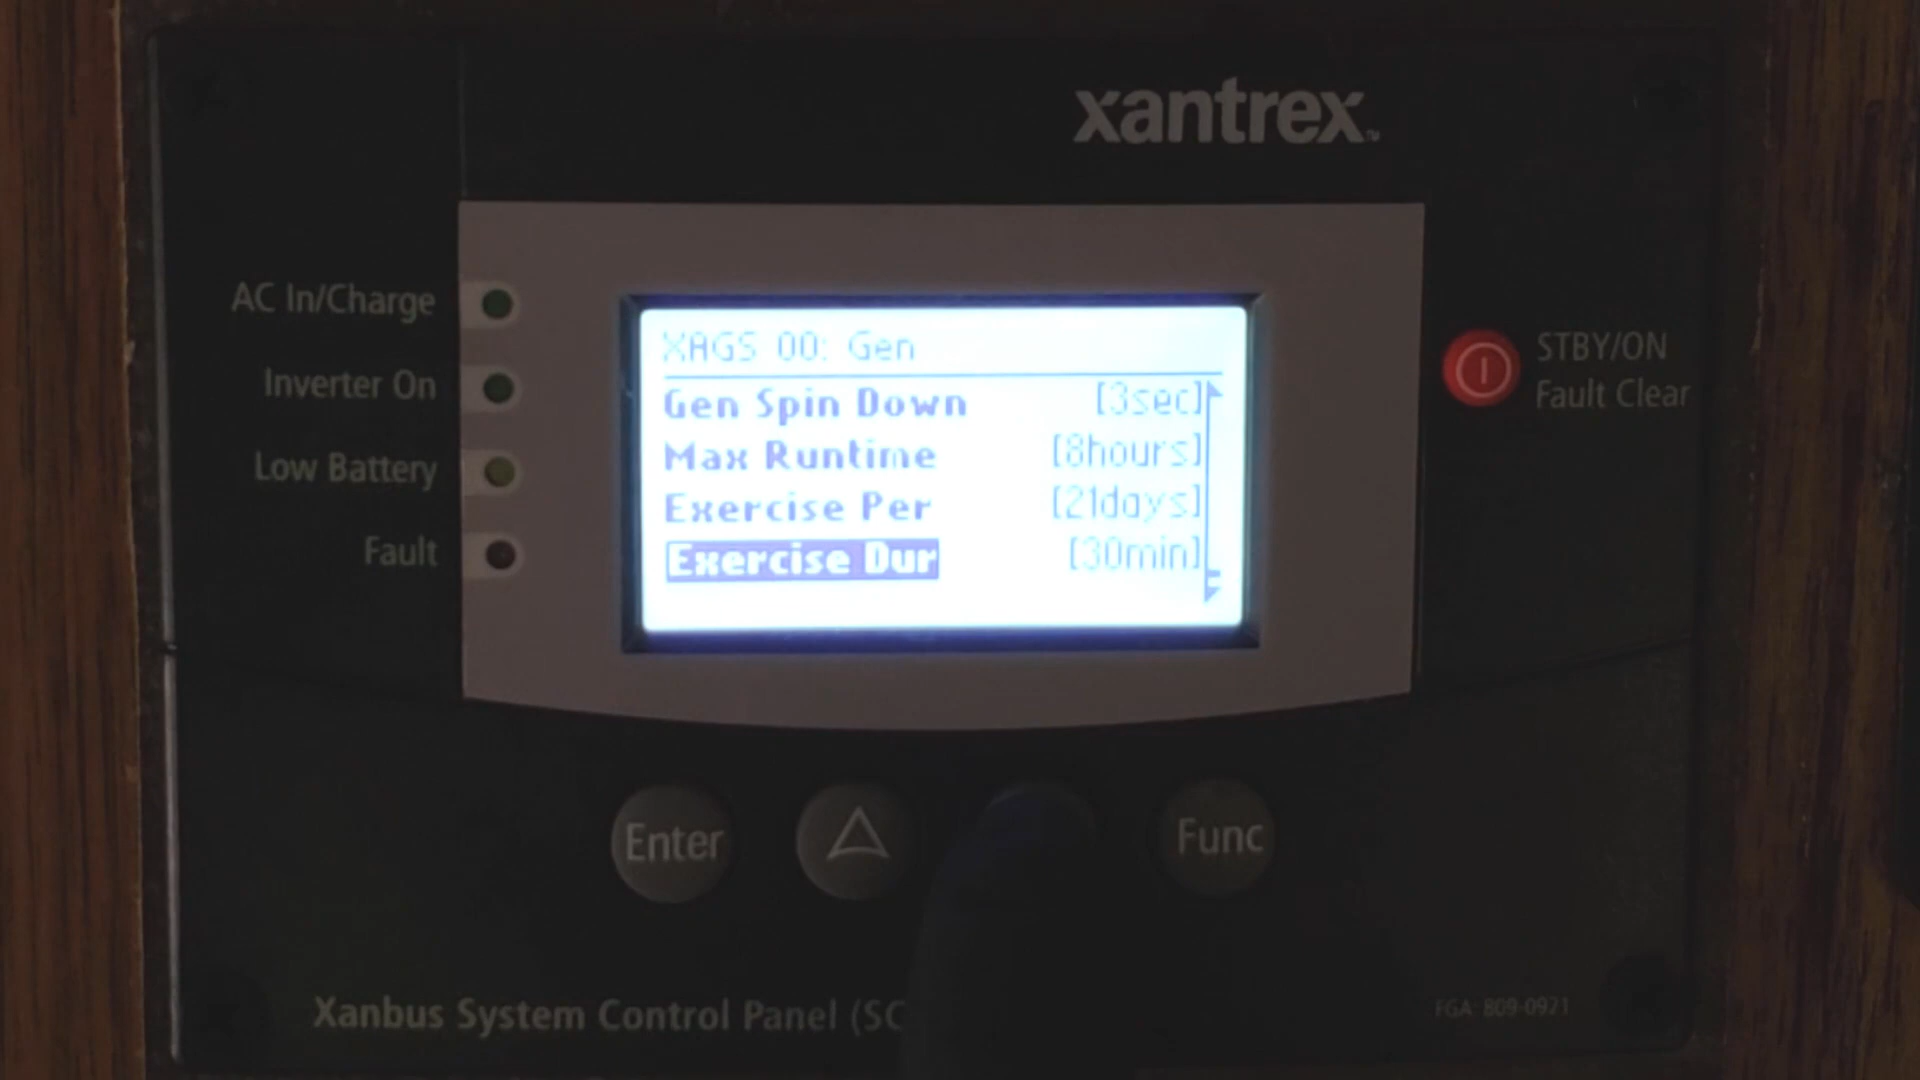 xantrex™
AC In/Charge
Inverter On
Low Battery
Fault
XAGS 00: Gen
Gen Spin Down [3sec]
Max Runtime [8hours]
Exercise Per [21days]
Exercise Dur [30min]
STBY/ON
Fault Clear
Enter
Func
Xanbus System Control Panel (SC
FGA: 809-0921